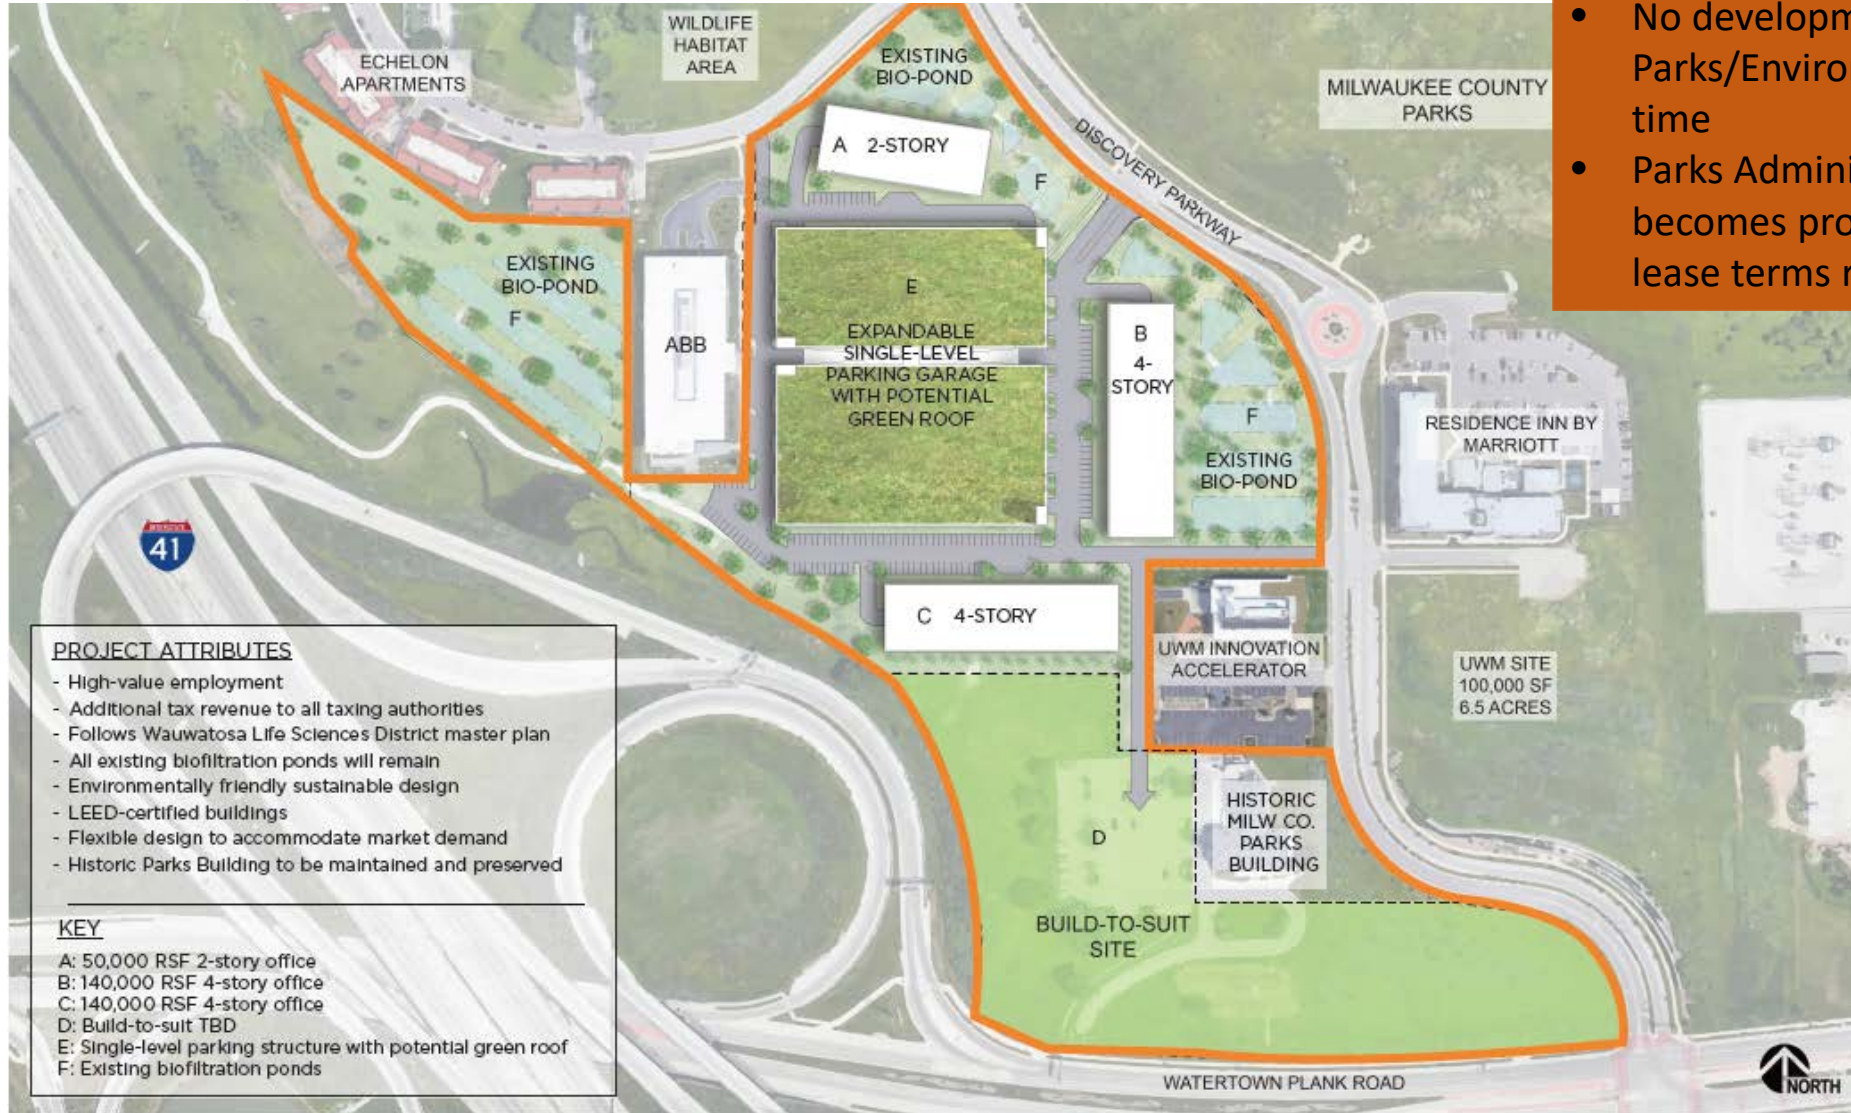 WILDLIFE
HABITAT
AREA
ECHELON
APARTMENTS
EXISTING
BIO-POND
MILWAUKEE COUNTY
PARKS
• No developm
Parks/Enviro
time
• Parks Admini
becomes pro
lease terms r
A 2-STORY
DISCOVERY PARKWAY
F
EXISTING
BIO-POND
F
ABB
E
EXPANDABLE
SINGLE-LEVEL
PARKING GARAGE
WITH POTENTIAL
GREEN ROOF
B
4-
STORY
F
EXISTING
BIO-POND
RESIDENCE INN BY
MARRIOTT
41
C 4-STORY
UWM INNOVATION
ACCELERATOR
UWM SITE
100,000 SF
6.5 ACRES
PROJECT ATTRIBUTES
- High-value employment
- Additional tax revenue to all taxing authorities
- Follows Wauwatosa Life Sciences District master plan
- All existing biofiltration ponds will remain
- Environmentally friendly sustainable design
- LEED-certified buildings
- Flexible design to accommodate market demand
- Historic Parks Building to be maintained and preserved
KEY
A: 50,000 RSF 2-story office
B: 140,000 RSF 4-story office
C: 140,000 RSF 4-story office
D: Build-to-suit TBD
E: Single-level parking structure with potential green roof
F: Existing biofiltration ponds
D
HISTORIC
MILW CO.
PARKS
BUILDING
BUILD-TO-SUIT
SITE
WATERTOWN PLANK ROAD
NORTH